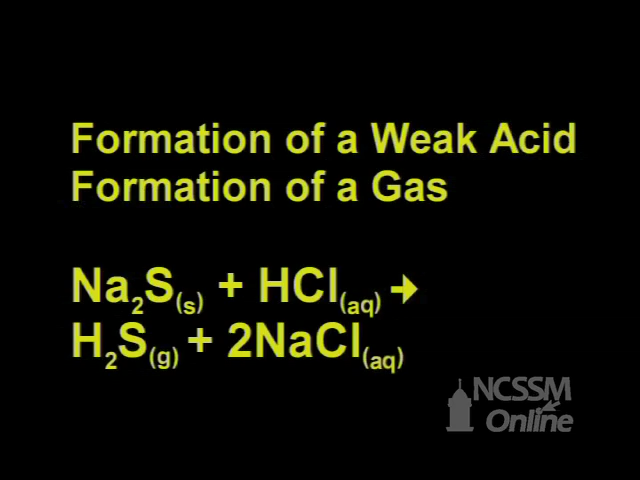 Formation of a Weak Acid
Formation of a Gas
Na₂S₍s₎ + HCl₍aq₎ →
H₂S₍g₎ + 2NaCl₍aq₎
NCSSM
Online